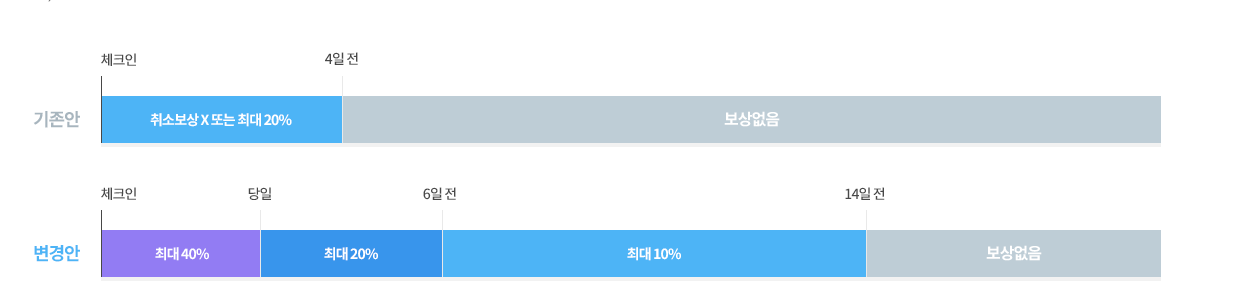 체크인 4일 전
기존안 취소보상 X 또는 최대 20% 보상없음
체크인 당일 6일 전 14일 전
변경안 최대 40% 최대 20% 최대 10% 보상없음